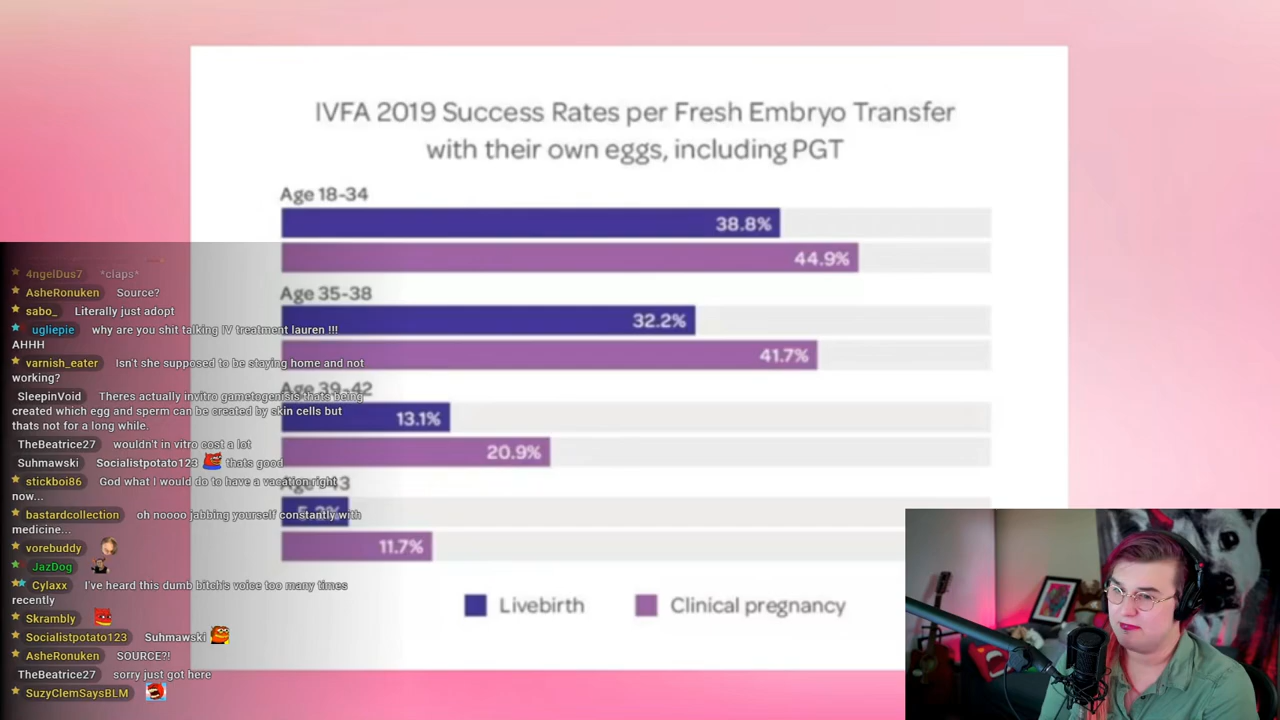 IVFA 2019 Success Rates per Fresh Embryo Transfer
with their own eggs, including PGT
Age 18-34
38.8%
44.9%
Age 35-38
32.2%
41.7%
Age 39-42
13.1%
20.9%
11.7%
Livebirth
Clinical pregnancy
4ngelDus7 *claps*
AsheRonuken Source?
sabo_ Literally just adopt
ugliepie why are you shit talking IV treatment lauren !!!
AHHH
varnish_eater Isn't she supposed to be staying home and not
working?
SleepinVoid Theres actually invitro gametogenisis thats being
created which egg and sperm can be created by skin cells but
thats not for a long while.
TheBeatrice27 wouldn't in vitro cost a lot
Suhmawski Socialistpotato123 thats good
stickboi86 God what I would do to have a vacation right
now...
bastardcollection oh noooo jabbing yourself constantly with
medicine...
vorebuddy
JazDog
Cylaxx I've heard this dumb bitch's voice too many times
recently
Skrambly
Socialistpotato123 Suhmawski
AsheRonuken SOURCE?!
TheBeatrice27 sorry just got here
SuzyClemSaysBLM